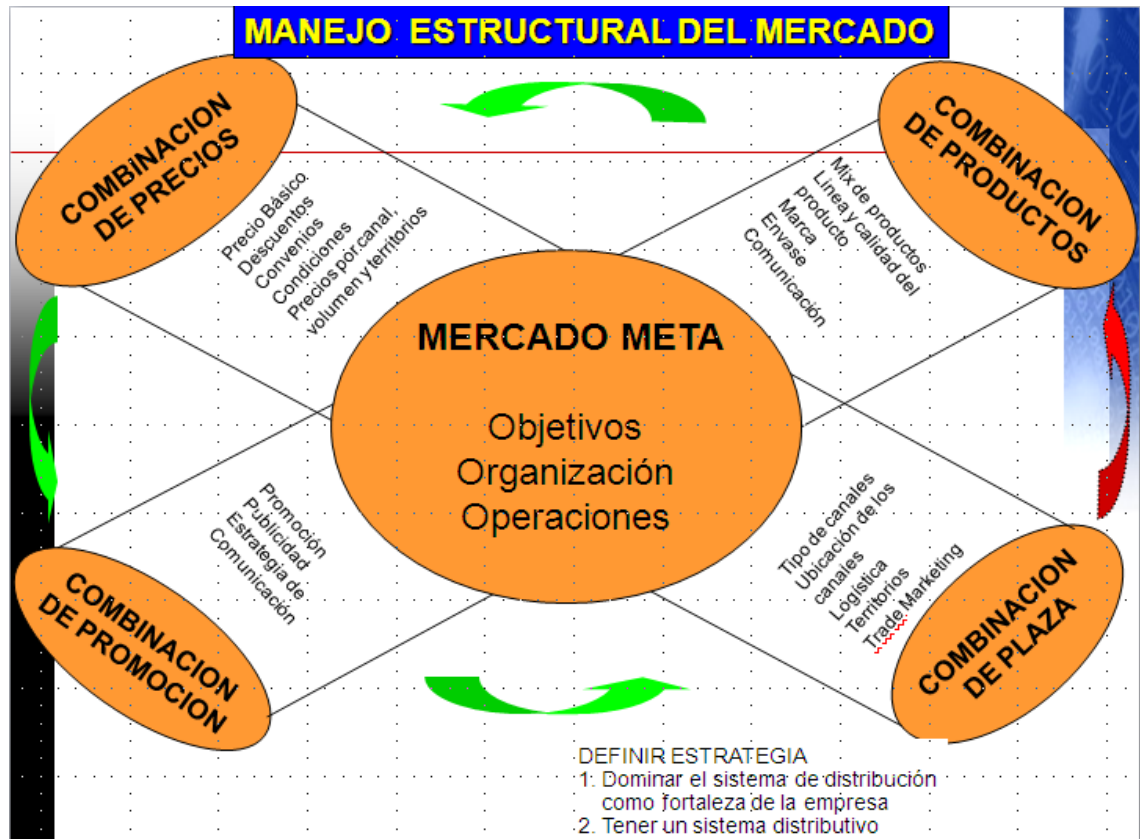 MANEJO ESTRUCTURAL DEL MERCADO
COMBINACION
DE PRECIOS
Precio Básico
Descuentos
Convenios
Condiciones
Precios por canal,
volumen y territorios
COMBINACION
DE PRODUCTOS
Mix de productos
Línea y calidad del
producto
Marca
Envase
Comunicación
MERCADO META
Objetivos
Organización
Operaciones
Promoción
Publicidad
Estrategia de
Comunicación
COMBINACION
DE PROMOCION
Tipo de canales
Ubicación de los
canales
Logística
Territorios
Trade Marketing
COMBINACION
DE PLAZA
DEFINIR ESTRATEGIA
1. Dominar el sistema de distribución
como fortaleza de la empresa
2. Tener un sistema distributivo